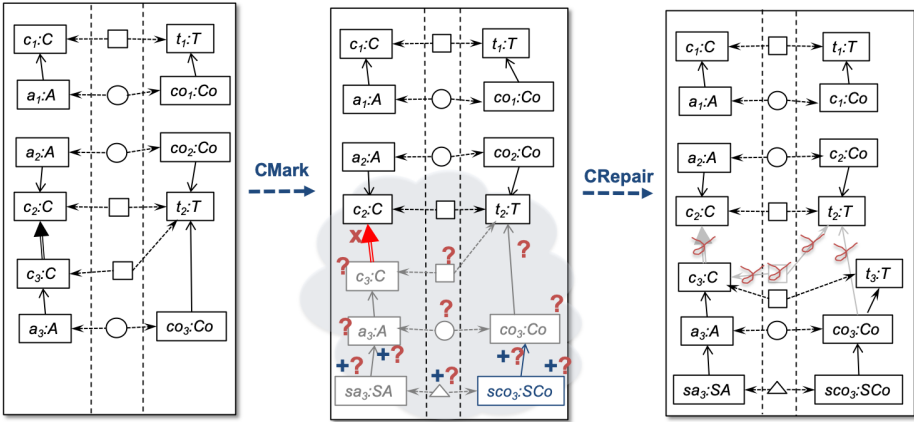 c1:C t1:T
a1:A co1:Co
a2:A co2:Co
c2:C t2:T
c3:C
a3:A co3:Co
CMark
c1:C t1:T
a1:A co1:Co
a2:A co2:Co
c2:C t2:T
x ?
? c3:C ?
? a3:A ? co3:Co ?
+? +? +? +? +?
sa3:SA sco3:SCo
CRepair
c1:C t1:T
a1:A c1:Co
a2:A c2:Co
c2:C t2:T
c3:C t3:T
a3:A co3:Co
sa3:SA sco3:SCo